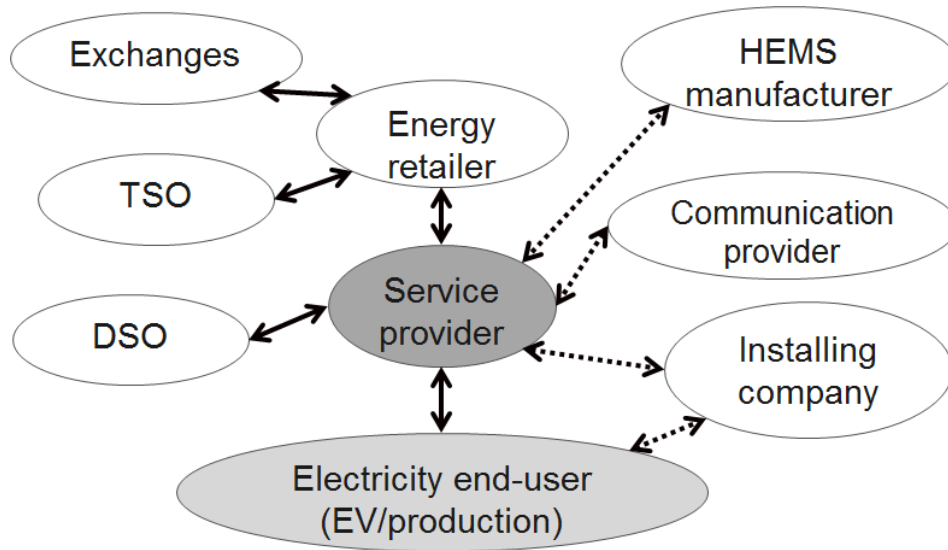 Exchanges
HEMS
manufacturer
Energy
retailer
TSO
Communication
provider
Service
provider
DSO
Installing
company
Electricity end-user
(EV/production)